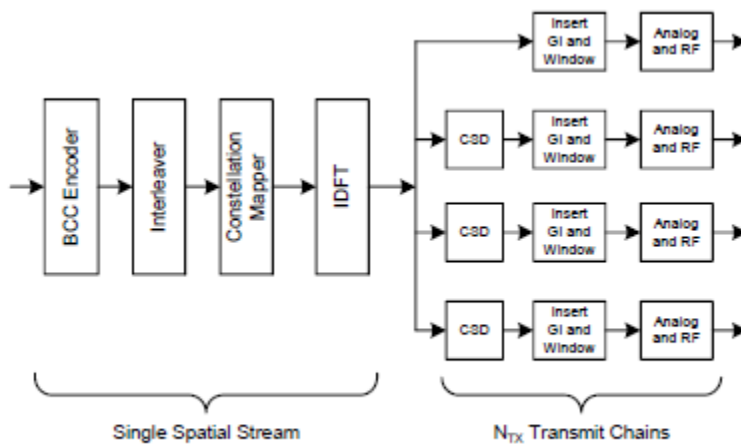 BCC Encoder
Interleaver
Constellation
Mapper
IDFT
Insert
GI and
Window
Analog
and RF
CSD
Insert
GI and
Window
Analog
and RF
CSD
Insert
GI and
Window
Analog
and RF
CSD
Insert
GI and
Window
Analog
and RF
Single Spatial Stream
N_TX Transmit Chains